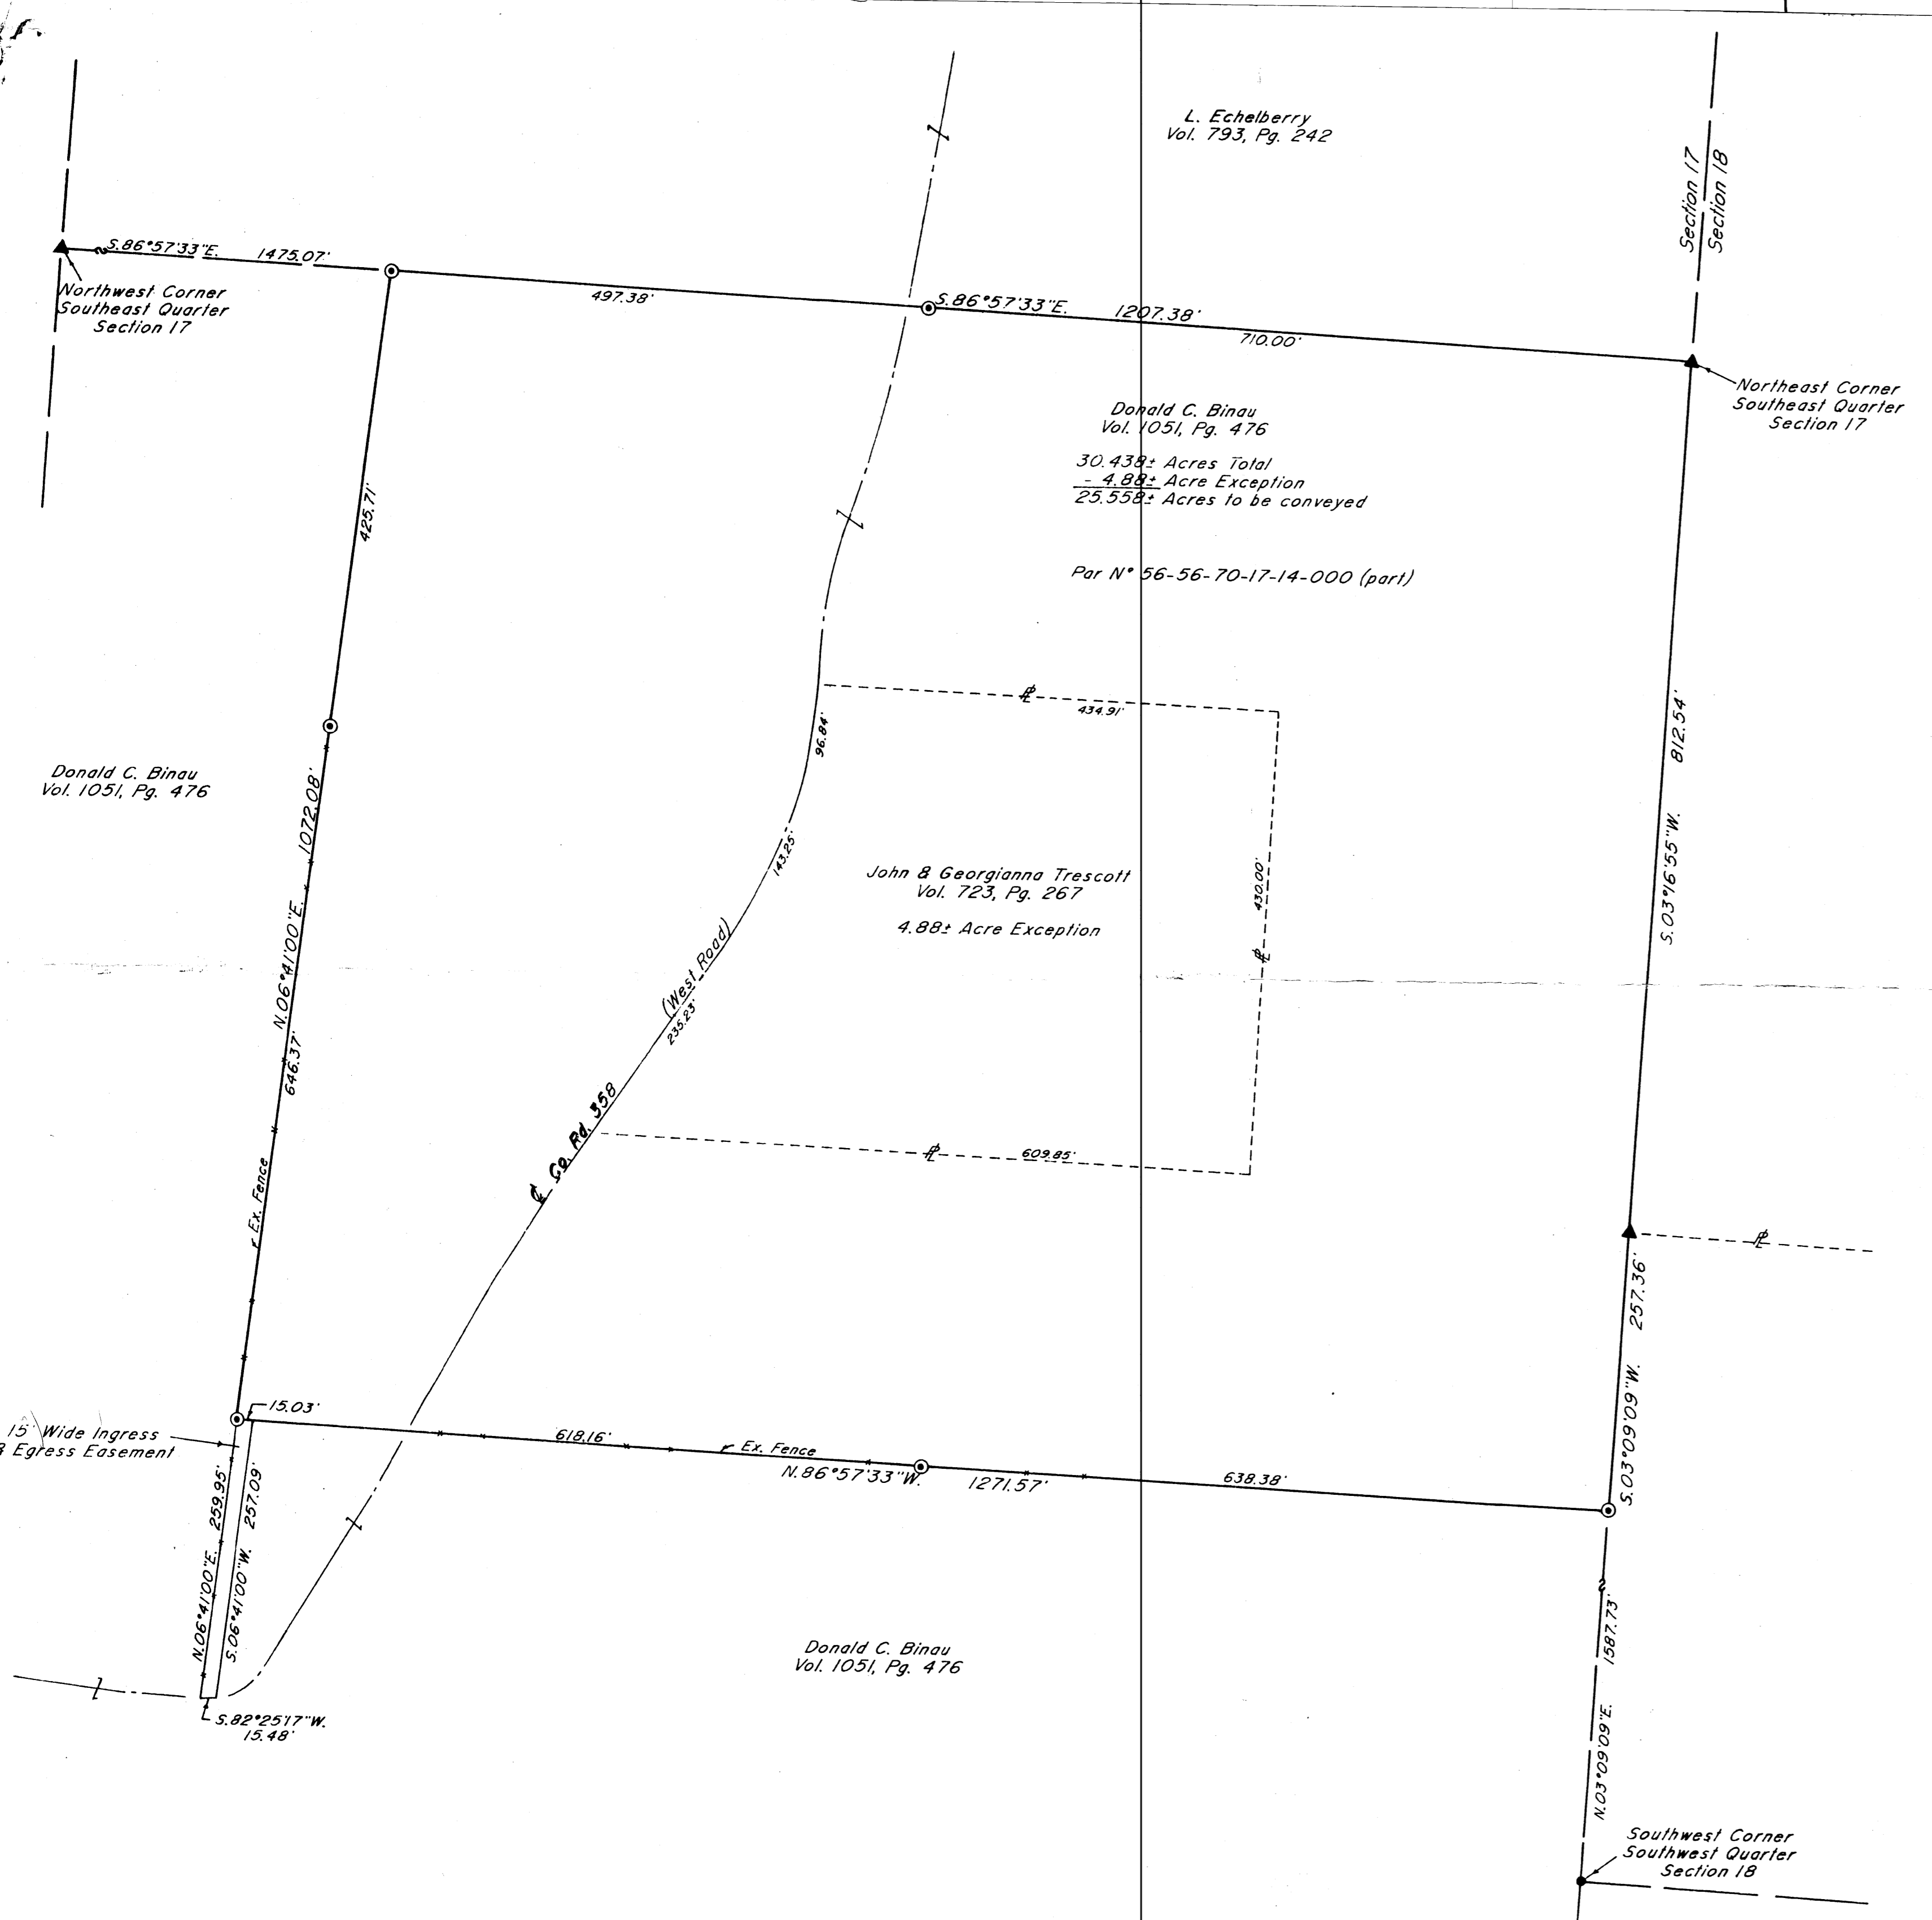 L. Echelberry
Vol. 793, Pg. 242
Section 17
Section 18
S.86°57'33"E. 1475.07'
Northwest Corner
Southeast Quarter
Section 17
497.38'
S.86°57'33"E. 1207.38'
710.00'
Northeast Corner
Southeast Quarter
Section 17
Donald C. Binau
Vol. 1051, Pg. 476
30.438± Acres Total
- 4.88± Acre Exception
25.558± Acres to be conveyed
Par N° 56-56-70-17-14-000 (part)
425.71'
434.91'
96.84'
812.54'
S.03°16'55"W.
Donald C. Binau
Vol. 1051, Pg. 476
1072.08'
N.06°41'00"E.
646.37'
143.25'
John & Georgianna Trescott
Vol. 723, Pg. 267
4.88± Acre Exception
430.00'
(West Road)
235.23'
℄ Co. Rd. 358
609.85'
Ex. Fence
257.36'
S.03°09'09"W.
15.03'
15' Wide Ingress
& Egress Easement
618.16'
Ex. Fence
N.86°57'33"W. 1271.57'
638.38'
N.06°41'00"E. 259.95'
S.06°41'00"W. 257.09'
1587.73'
N.03°09'09"E.
Donald C. Binau
Vol. 1051, Pg. 476
S.82°25'17"W.
15.48'
Southwest Corner
Southwest Quarter
Section 18